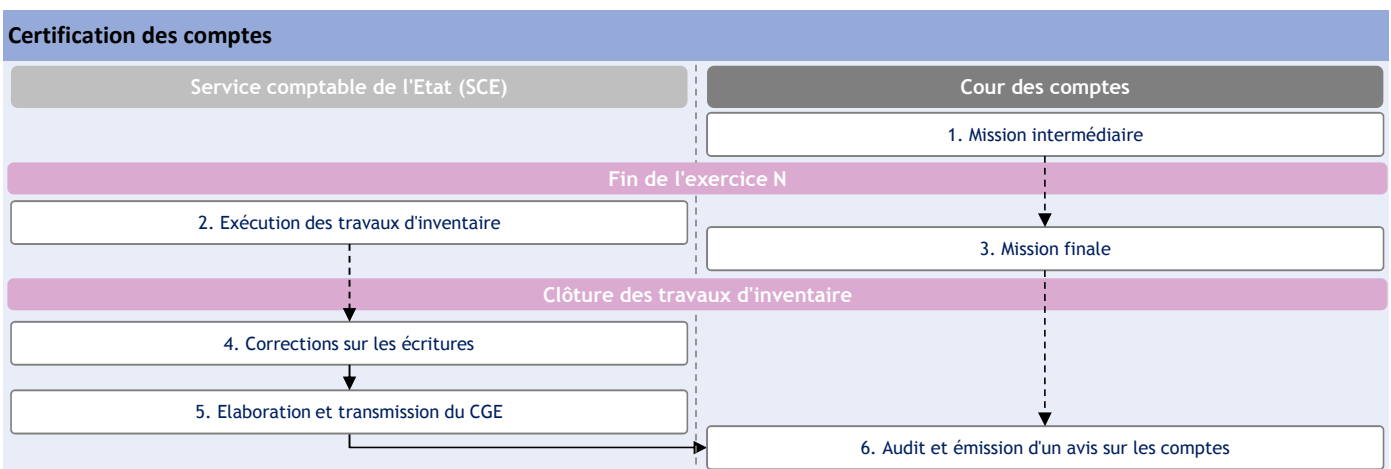 Certification des comptes
Service comptable de l'Etat (SCE)
Cour des comptes
1. Mission intermédiaire
Fin de l'exercice N
2. Exécution des travaux d'inventaire
3. Mission finale
Clôture des travaux d'inventaire
4. Corrections sur les écritures
5. Elaboration et transmission du CGE
6. Audit et émission d'un avis sur les comptes